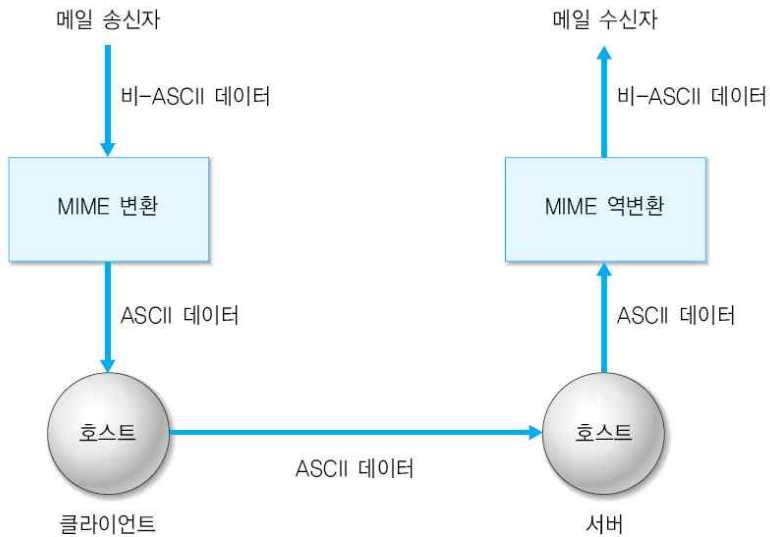 메일 송신자
메일 수신자
비-ASCII 데이터
비-ASCII 데이터
MIME 변환
MIME 역변환
ASCII 데이터
ASCII 데이터
호스트
호스트
ASCII 데이터
클라이언트
서버